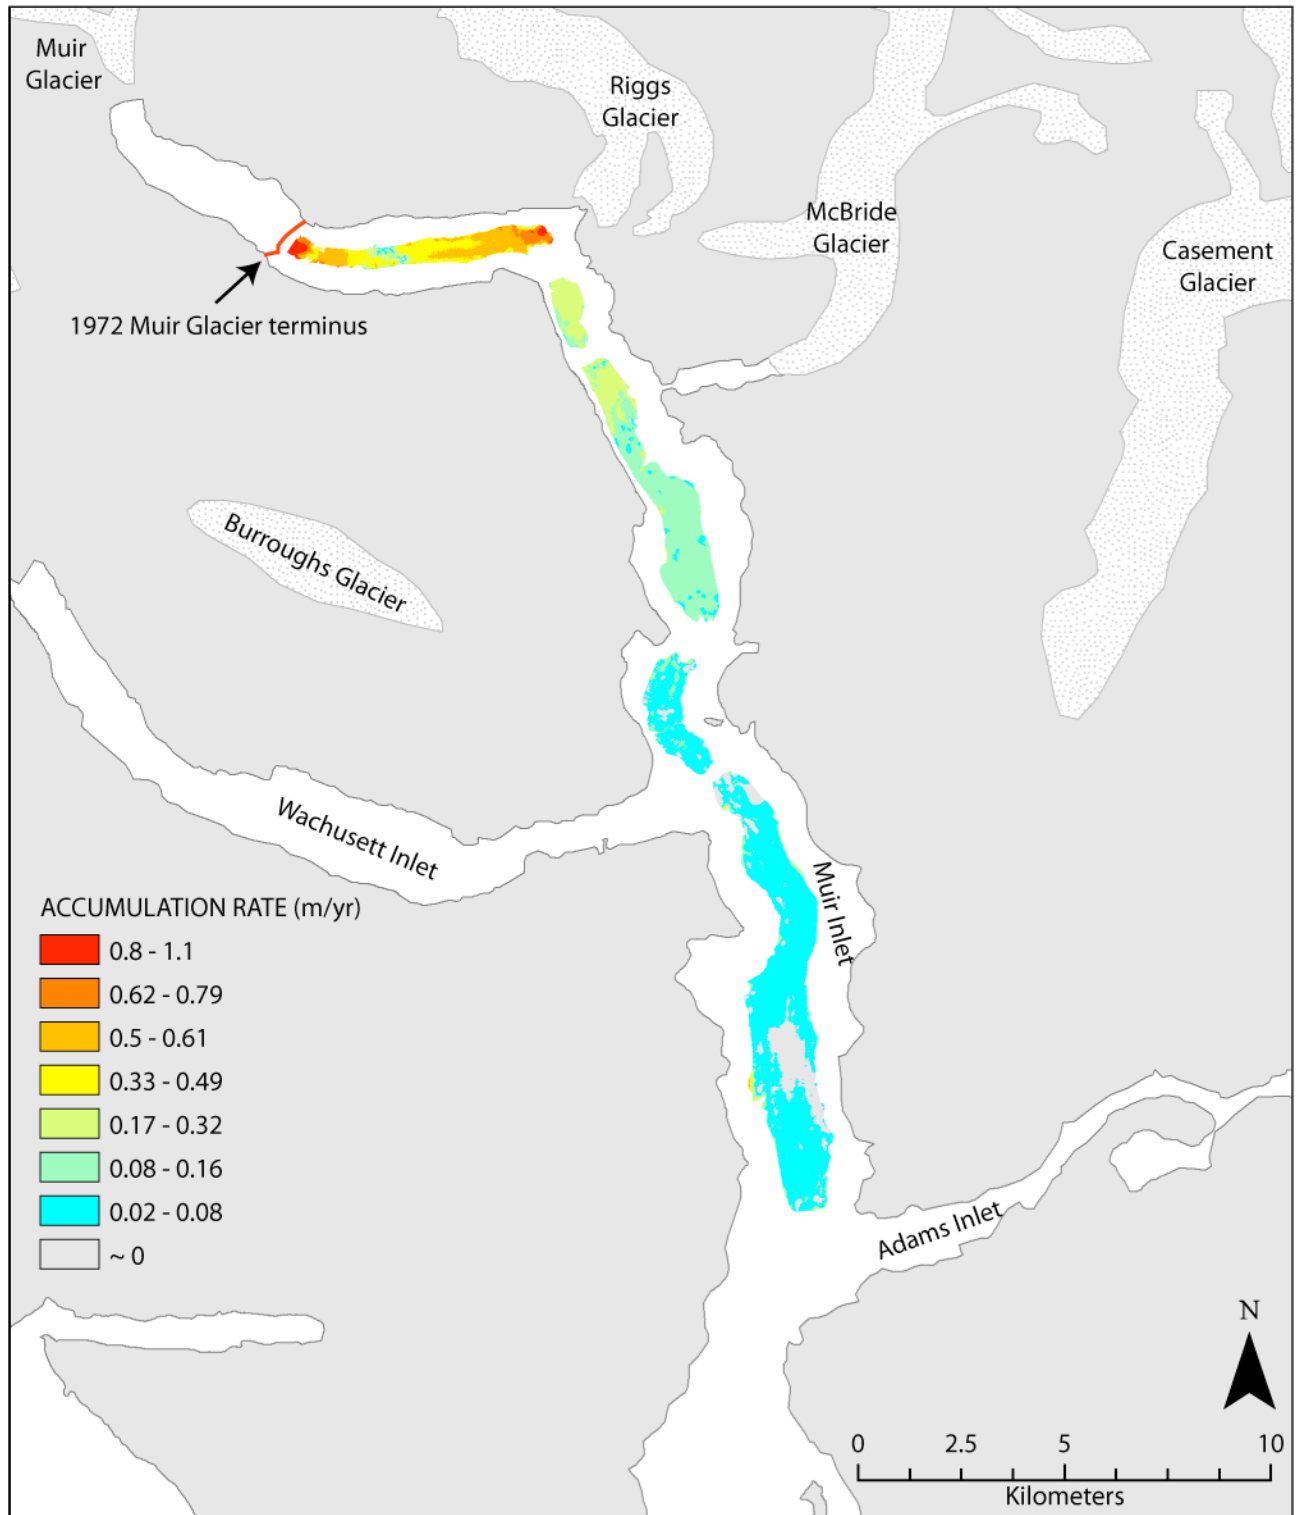 Muir
Glacier
Riggs
Glacier
McBride
Glacier
Casement
Glacier
1972 Muir Glacier terminus
Burroughs Glacier
Wachusett Inlet
Muir Inlet
ACCUMULATION RATE (m/yr)
0.8 - 1.1
0.62 - 0.79
0.5 - 0.61
0.33 - 0.49
0.17 - 0.32
0.08 - 0.16
0.02 - 0.08
~ 0
Adams Inlet
N
0 2.5 5 10
Kilometers